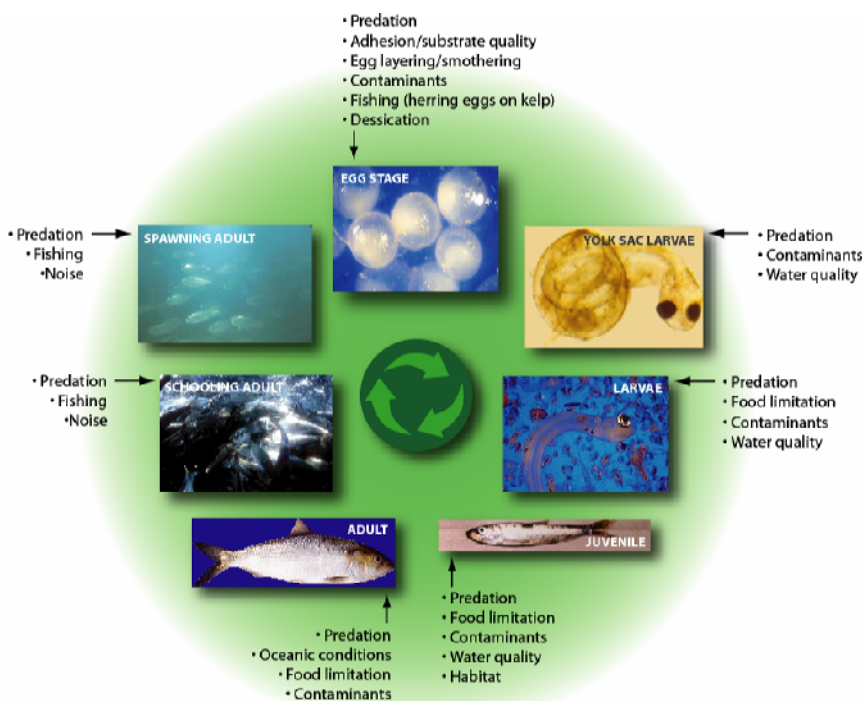 • Predation
• Adhesion/substrate quality
• Egg layering/smothering
• Contaminants
• Fishing (herring eggs on kelp)
• Dessication
EGG STAGE
SPAWNING ADULT
• Predation
• Fishing
•Noise
YOLK SAC LARVAE
• Predation
• Contaminants
• Water quality
SCHOOLING ADULT
• Predation
• Fishing
•Noise
LARVAE
• Predation
• Food limitation
• Contaminants
• Water quality
ADULT
• Predation
• Oceanic conditions
• Food limitation
• Contaminants
JUVENILE
• Predation
• Food limitation
• Contaminants
• Water quality
• Habitat